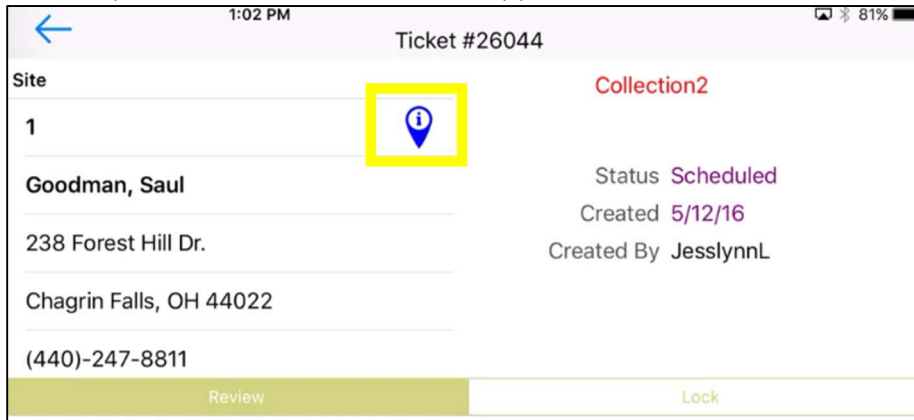 1:02 PM
81%
Ticket #26044
Site
Collection2
1
i
Goodman, Saul
Status Scheduled
238 Forest Hill Dr.
Created 5/12/16
Created By JesslynnL
Chagrin Falls, OH 44022
(440)-247-8811
Review
Lock